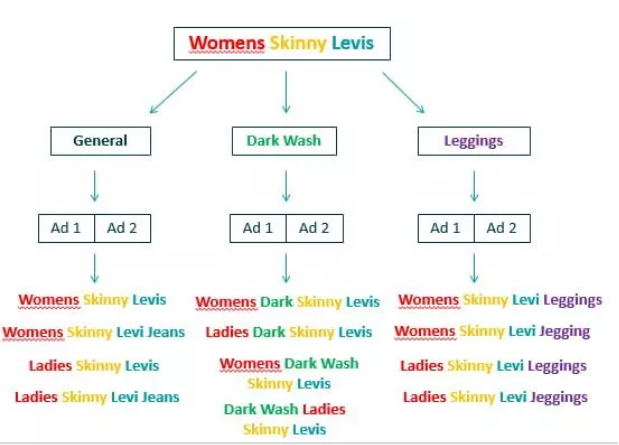 Womens Skinny Levis
General
Dark Wash
Leggings
Ad 1 Ad 2
Ad 1 Ad 2
Ad 1 Ad 2
Womens Skinny Levis
Womens Skinny Levi Jeans
Ladies Skinny Levis
Ladies Skinny Levi Jeans
Womens Dark Skinny Levis
Ladies Dark Skinny Levis
Womens Dark Wash
Skinny Levis
Dark Wash Ladies
Skinny Levis
Womens Skinny Levi Leggings
Womens Skinny Levi Jegging
Ladies Skinny Levi Leggings
Ladies Skinny Levi Jeggings